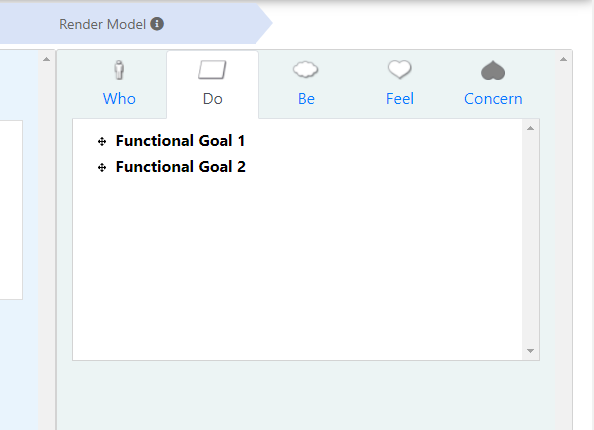 Render Model
Who Do Be Feel Concern
Functional Goal 1
Functional Goal 2